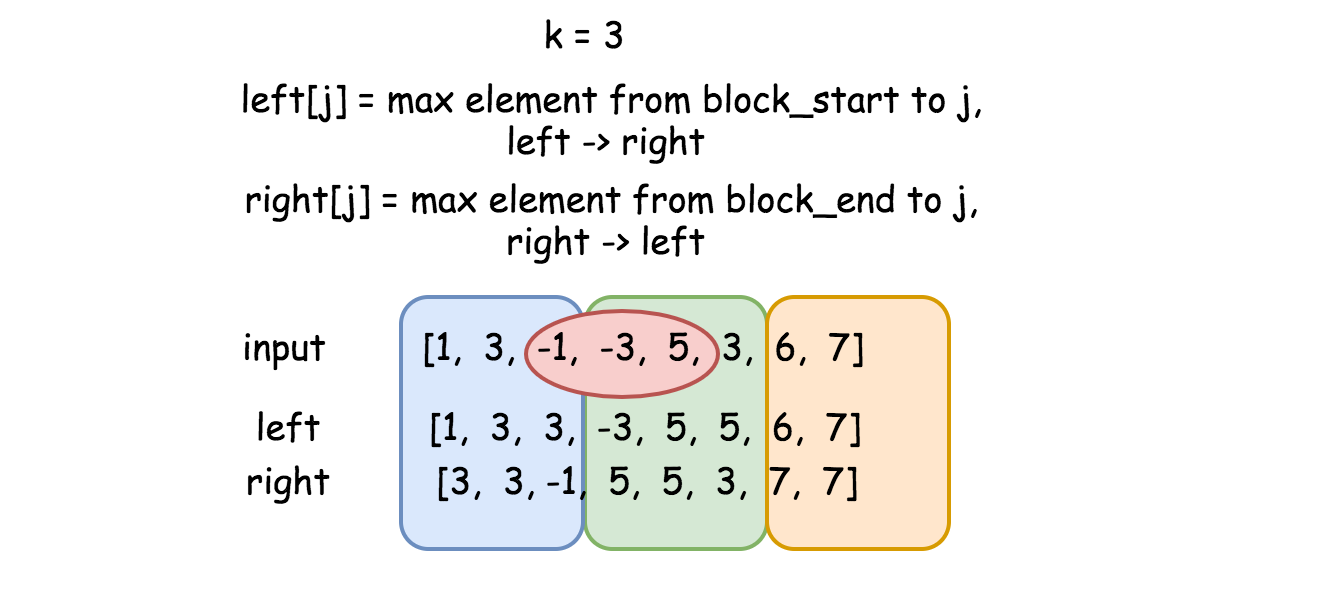 k = 3
left[j] = max element from block_start to j,
left -> right
right[j] = max element from block_end to j,
right -> left
input [1, 3, -1, -3, 5, 3, 6, 7]
left [1, 3, 3, -3, 5, 5, 6, 7]
right [3, 3, -1, 5, 5, 3, 7, 7]